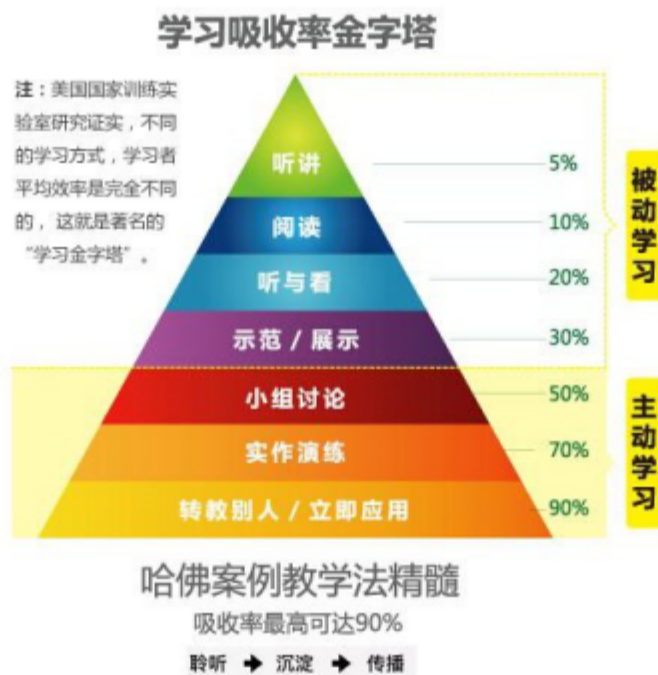 学习吸收率金字塔
注：美国国家训练实
验室研究证实，不同
的学习方式，学习者
平均效率是完全不同
的，这就是著名的
“学习金字塔”。
听讲
5%
阅读
10%
听与看
20%
示范 / 展示
30%
被动学习
小组讨论
50%
实作演练
70%
转教别人 / 立即应用
90%
主动学习
哈佛案例教学法精髓
吸收率最高可达90%
聆听 → 沉淀 → 传播